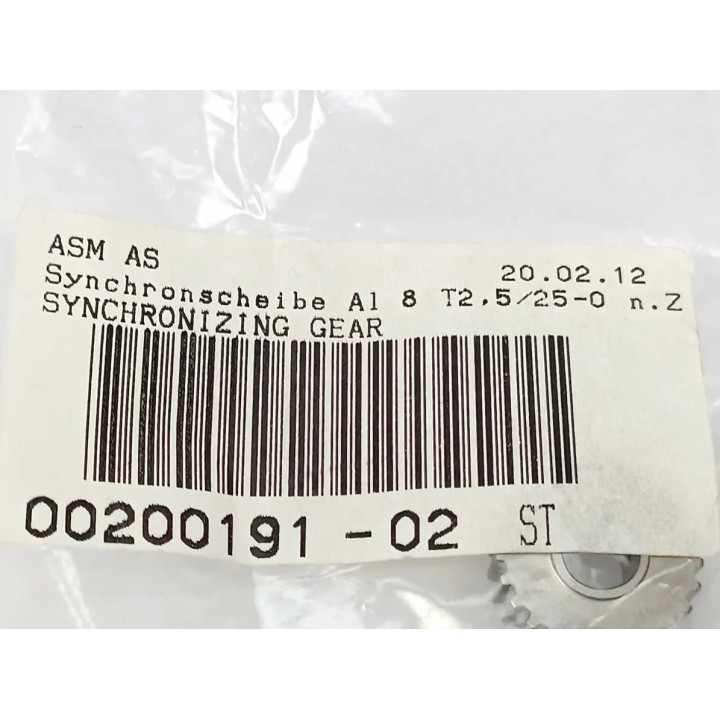 ASM AS 20.02.12
Synchronscheibe Al 8 T2,5/25-0 n.Z
SYNCHRONIZING GEAR
00200191-02 ST